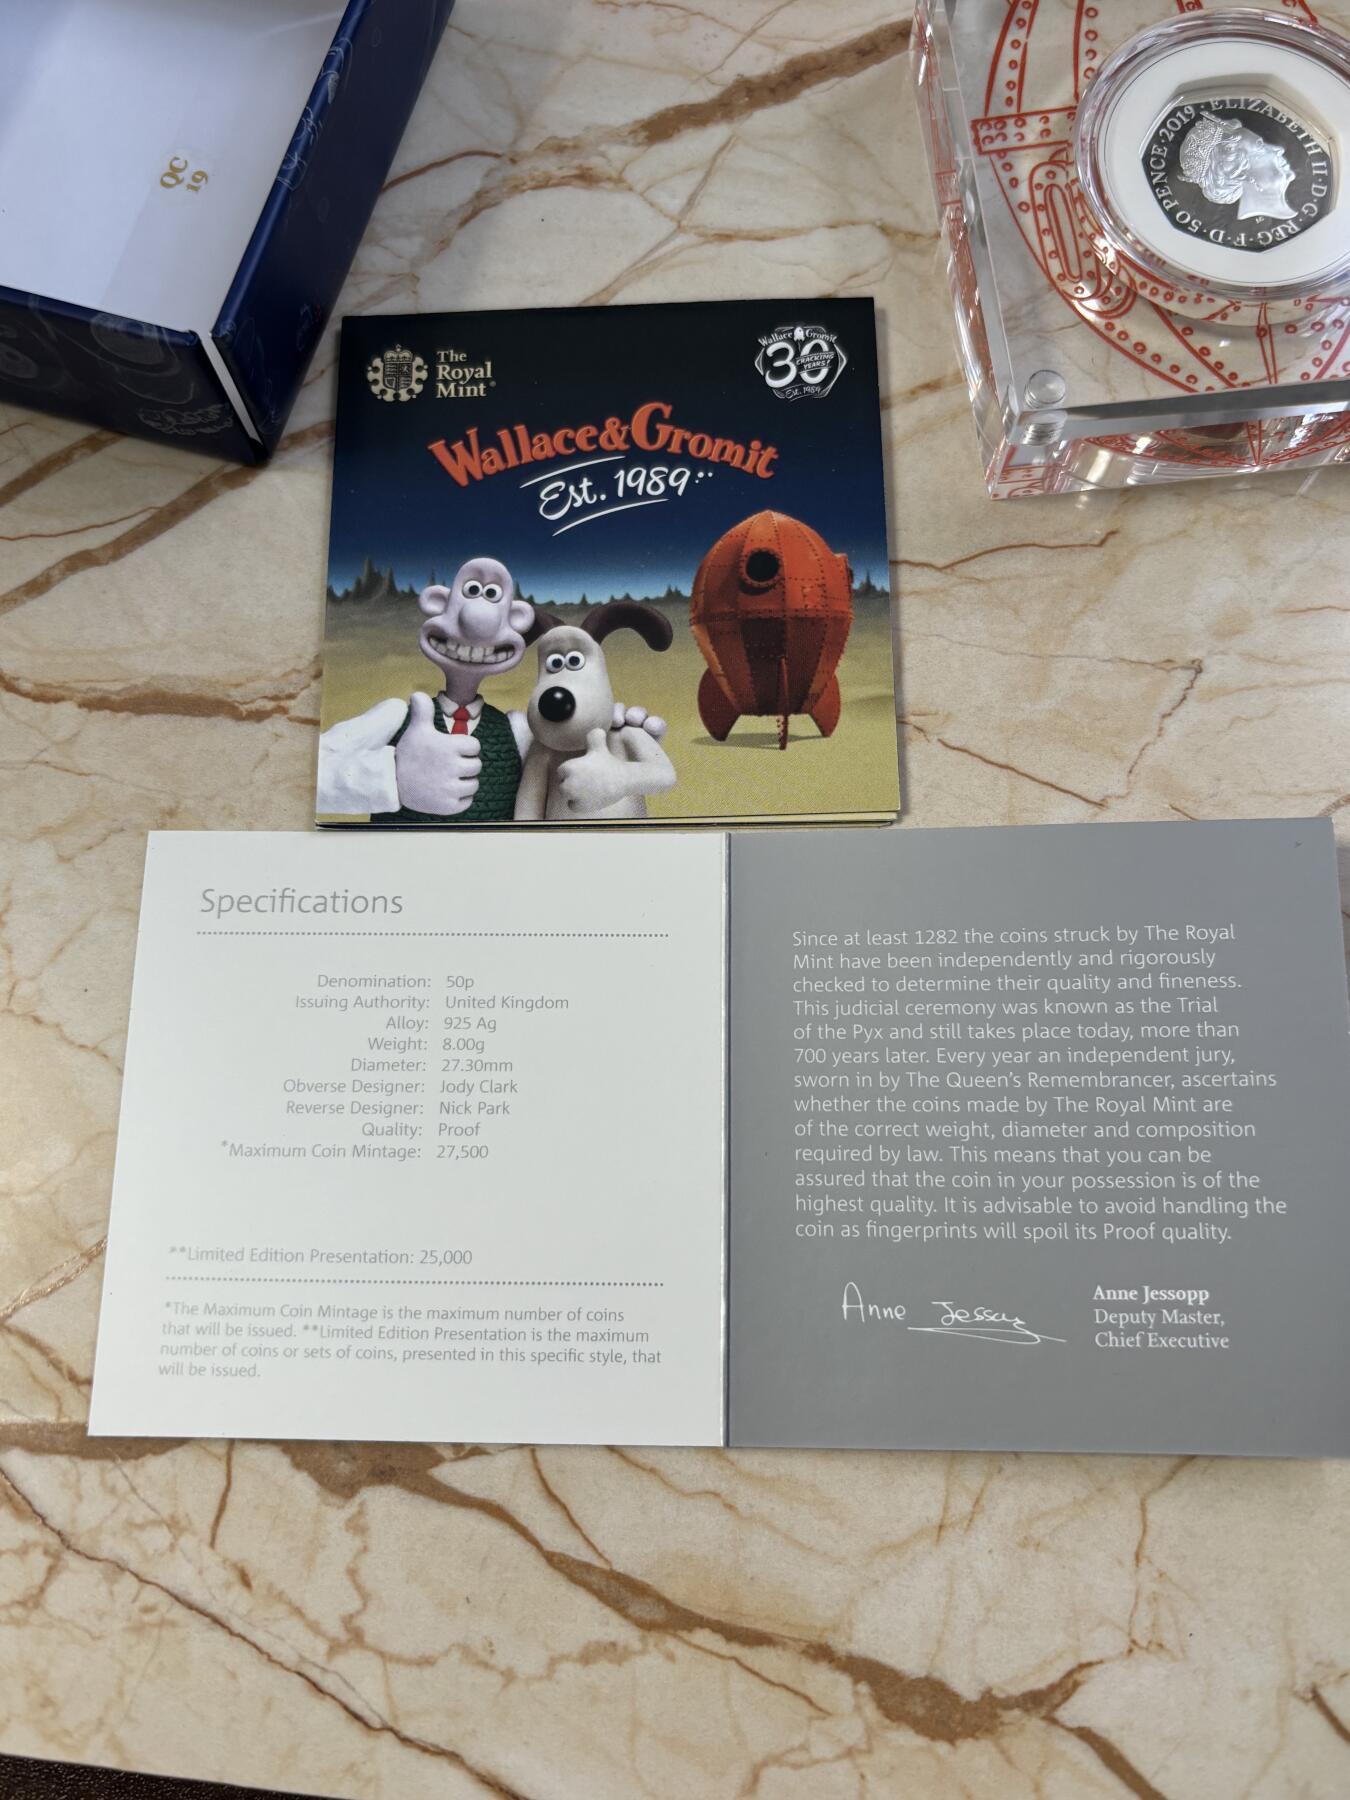 QC
19
ELIZABETH II · D · G · REG · F · D · 50 PENCE · 2019 ·
The
Royal
Mint®
Wallace & Gromit
30
CRACKING
YEARS!
Est. 1989
Wallace & Gromit
Est. 1989
Specifications
Denomination: 50p
Issuing Authority: United Kingdom
Alloy: 925 Ag
Weight: 8.00g
Diameter: 27.30mm
Obverse Designer: Jody Clark
Reverse Designer: Nick Park
Quality: Proof
*Maximum Coin Mintage: 27,500
**Limited Edition Presentation: 25,000
*The Maximum Coin Mintage is the maximum number of coins
that will be issued. **Limited Edition Presentation is the maximum
number of coins or sets of coins, presented in this specific style, that
will be issued.
Since at least 1282 the coins struck by The Royal
Mint have been independently and rigorously
checked to determine their quality and fineness.
This judicial ceremony was known as the Trial
of the Pyx and still takes place today, more than
700 years later. Every year an independent jury,
sworn in by The Queen's Remembrancer, ascertains
whether the coins made by The Royal Mint are
of the correct weight, diameter and composition
required by law. This means that you can be
assured that the coin in your possession is of the
highest quality. It is advisable to avoid handling the
coin as fingerprints will spoil its Proof quality.
Anne Jessopp
Anne Jessopp
Deputy Master,
Chief Executive